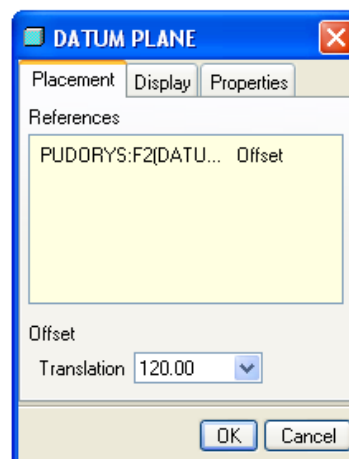 DATUM PLANE
Placement Display Properties
References
PUDORYS:F2(DATU... Offset
Offset
Translation 120.00
OK Cancel